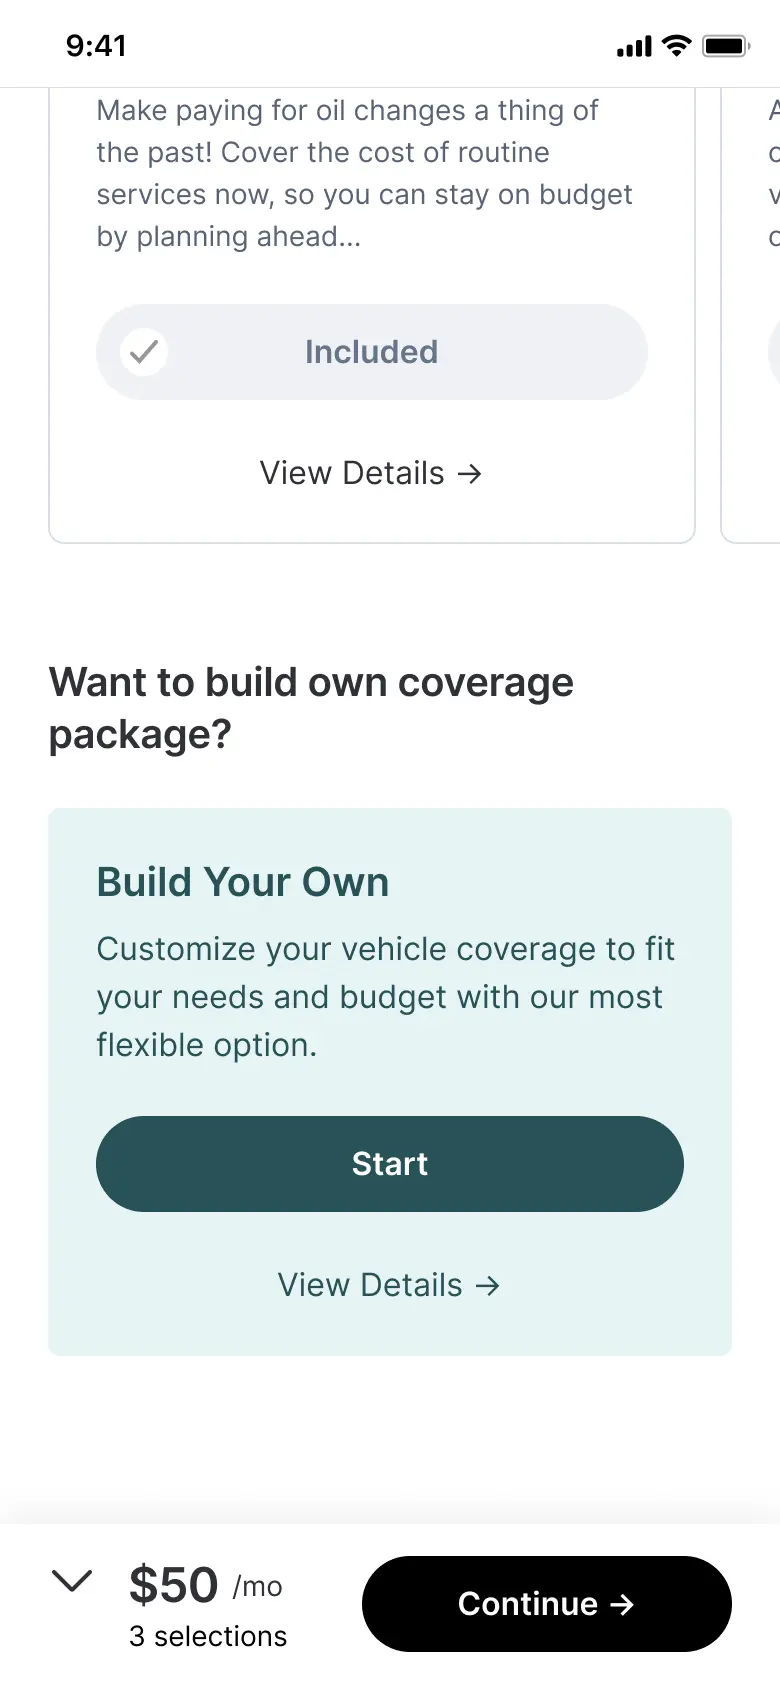 9:41
Make paying for oil changes a thing of
the past! Cover the cost of routine
services now, so you can stay on budget
by planning ahead...
Included
View Details →
Want to build own coverage
package?
Build Your Own
Customize your vehicle coverage to fit
your needs and budget with our most
flexible option.
Start
View Details →
$50 /mo
3 selections
Continue →